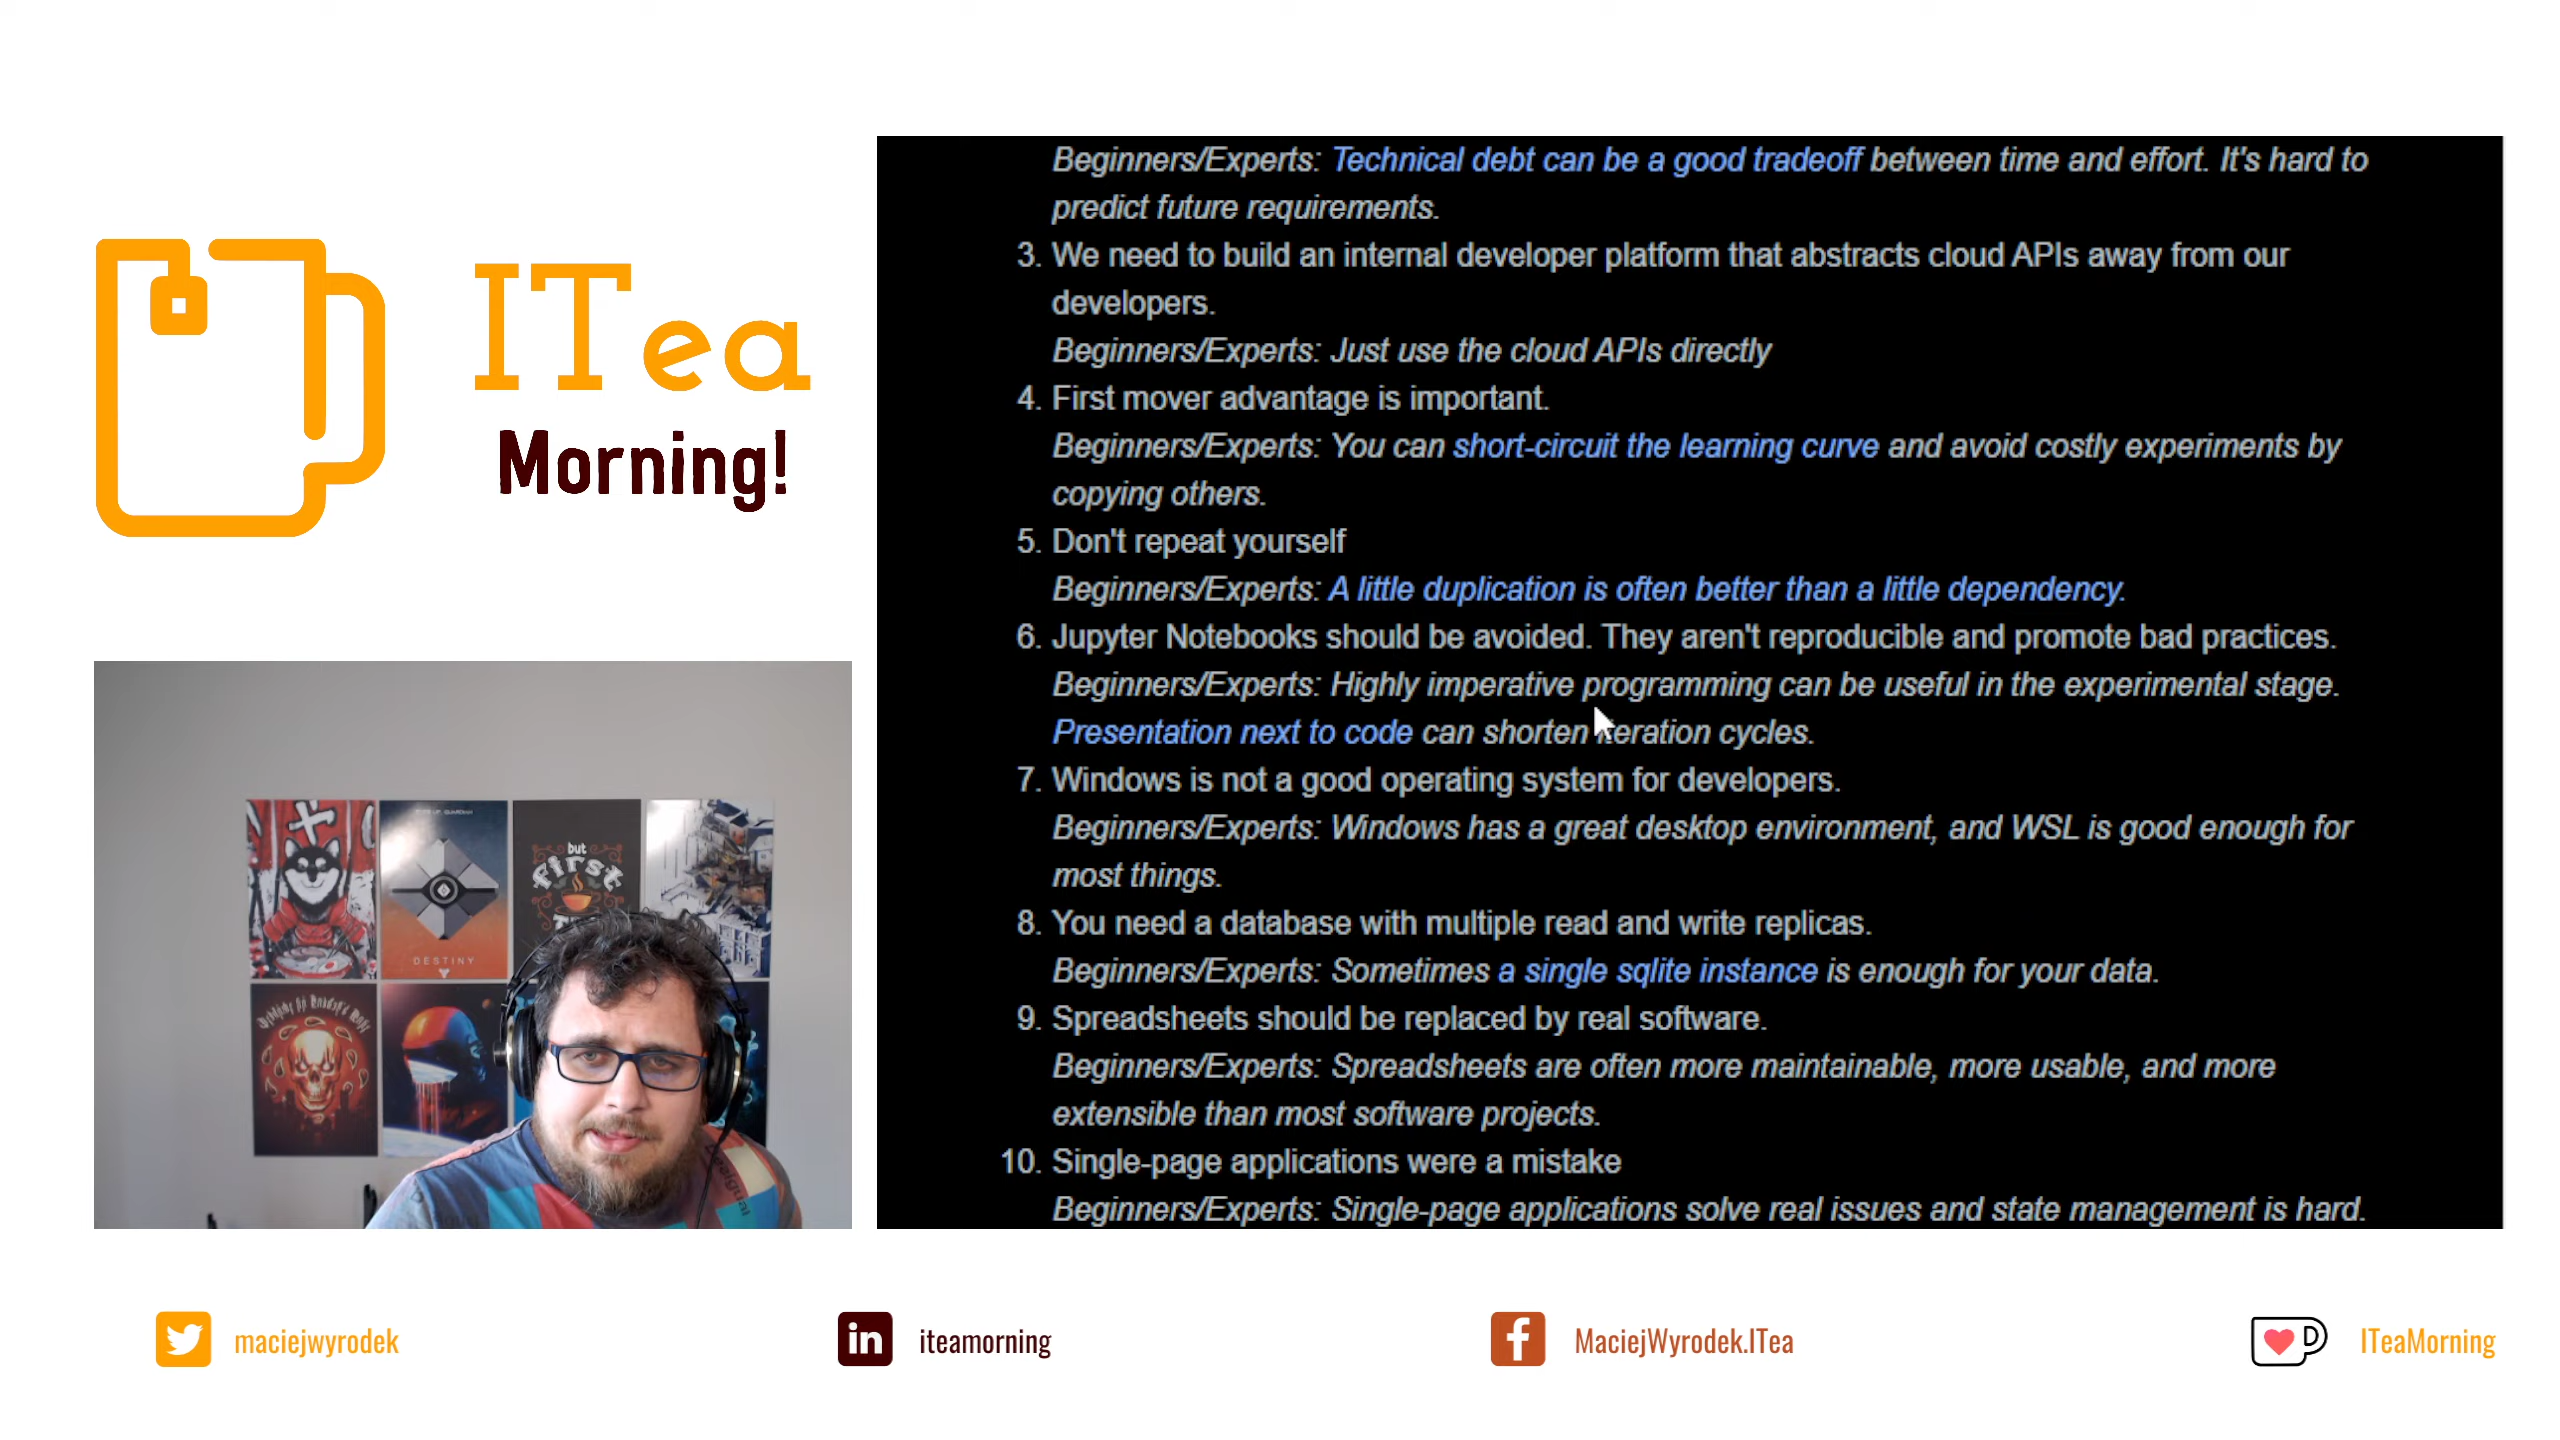 ITea
Morning!
Beginners/Experts: Technical debt can be a good tradeoff between time and effort. It's hard to
predict future requirements.
3. We need to build an internal developer platform that abstracts cloud APIs away from our
developers.
Beginners/Experts: Just use the cloud APIs directly
4. First mover advantage is important.
Beginners/Experts: You can short-circuit the learning curve and avoid costly experiments by
copying others.
5. Don't repeat yourself
Beginners/Experts: A little duplication is often better than a little dependency.
6. Jupyter Notebooks should be avoided. They aren't reproducible and promote bad practices.
Beginners/Experts: Highly imperative programming can be useful in the experimental stage.
Presentation next to code can shorten iteration cycles.
7. Windows is not a good operating system for developers.
Beginners/Experts: Windows has a great desktop environment, and WSL is good enough for
most things.
8. You need a database with multiple read and write replicas.
Beginners/Experts: Sometimes a single sqlite instance is enough for your data.
9. Spreadsheets should be replaced by real software.
Beginners/Experts: Spreadsheets are often more maintainable, more usable, and more
extensible than most software projects.
10. Single-page applications were a mistake
Beginners/Experts: Single-page applications solve real issues and state management is hard.
but
first
DESTINY
Desigual
maciejwyrodek
in
iteamorning
f
MaciejWyrodek.ITea
ITeaMorning